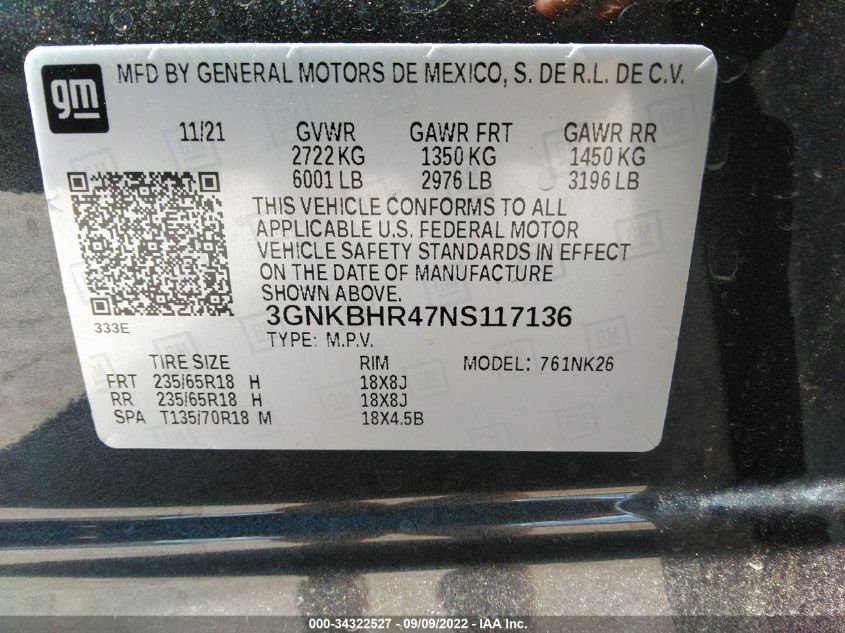 gm
MFD BY GENERAL MOTORS DE MEXICO, S. DE R.L. DE C.V.
11/21 GVWR GAWR FRT GAWR RR
2722 KG 1350 KG 1450 KG
6001 LB 2976 LB 3196 LB
THIS VEHICLE CONFORMS TO ALL
APPLICABLE U.S. FEDERAL MOTOR
VEHICLE SAFETY STANDARDS IN EFFECT
ON THE DATE OF MANUFACTURE
SHOWN ABOVE.
333E
3GNKBHR47NS117136
TYPE: M.P.V.
TIRE SIZE RIM MODEL: 761NK26
FRT 235/65R18 H 18X8J
RR 235/65R18 H 18X8J
SPA T135/70R18 M 18X4.5B
000-34322527 - 09/09/2022 - IAA Inc.